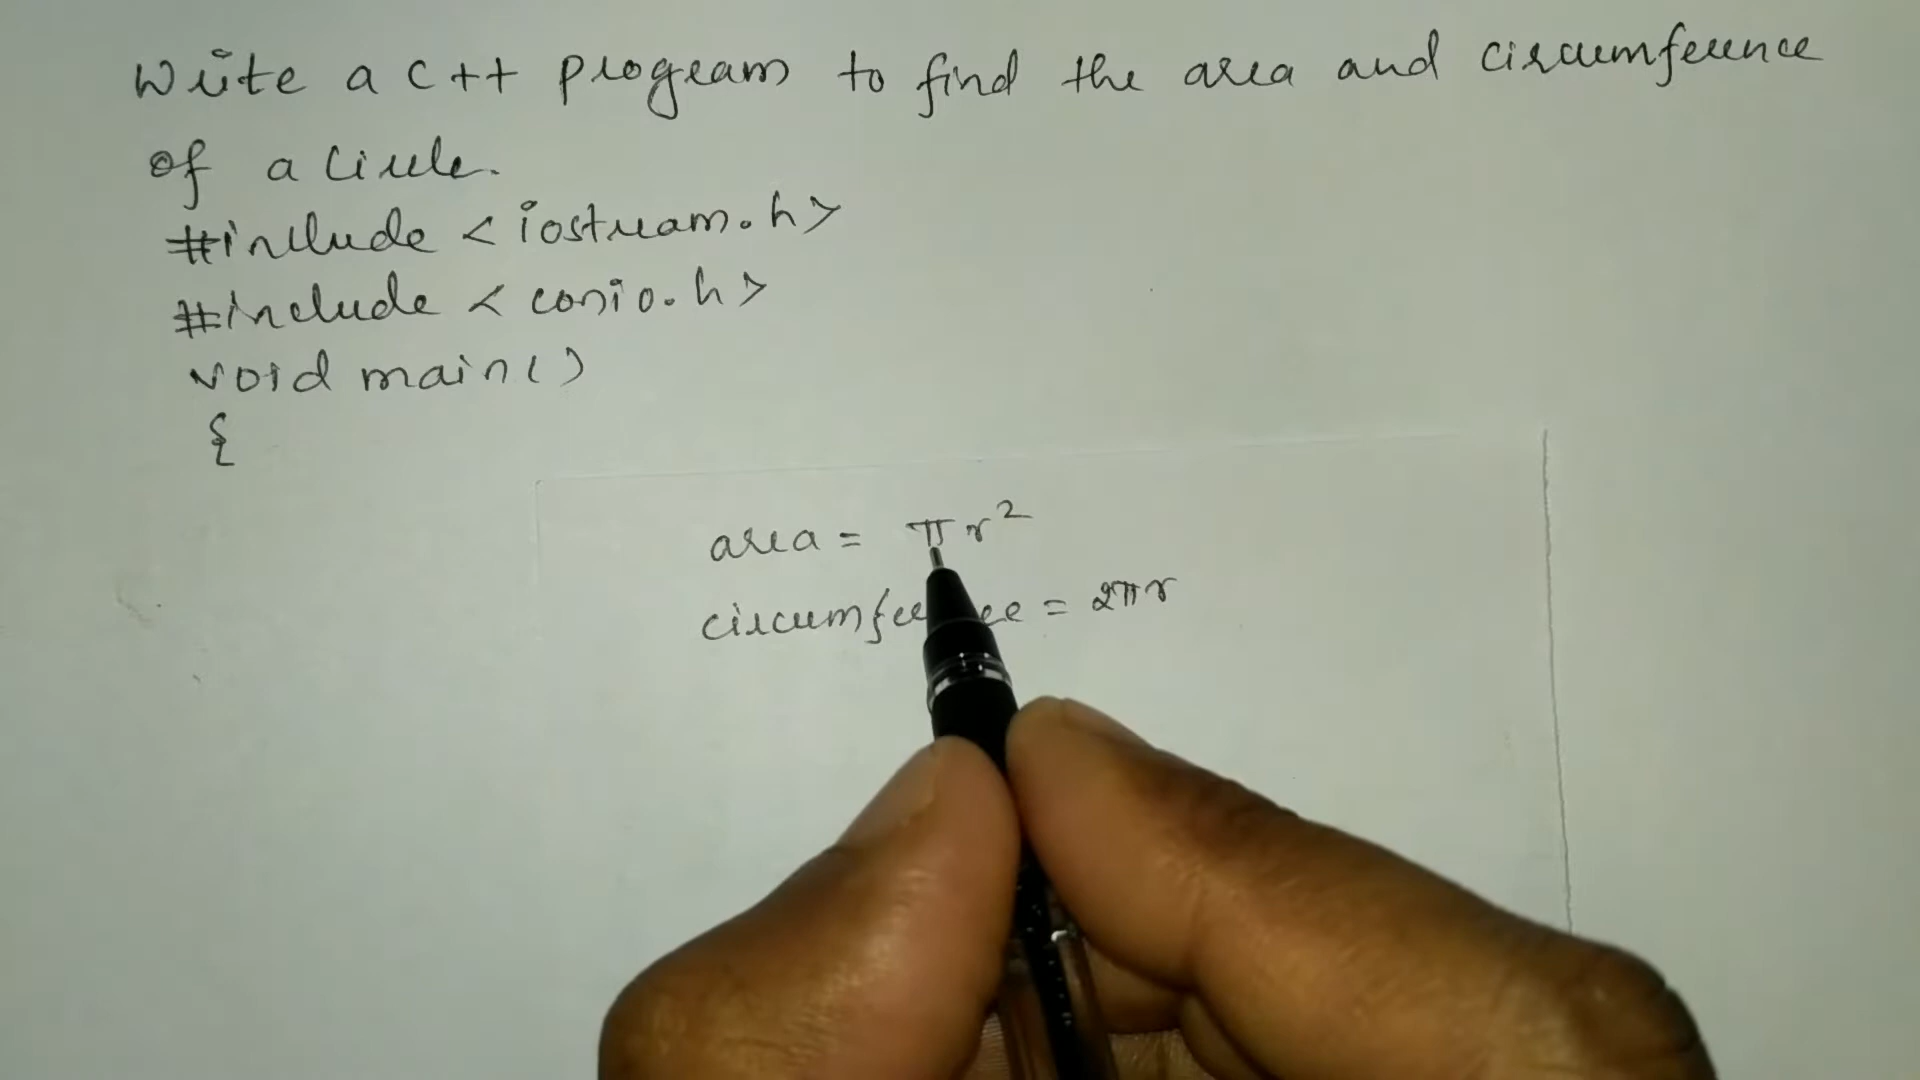 Write a C++ program to find the area and circumference
of a Circle.
#include <iostream.h>
#include <conio.h>
void main()
{
area = πr²
circumference = 2πr